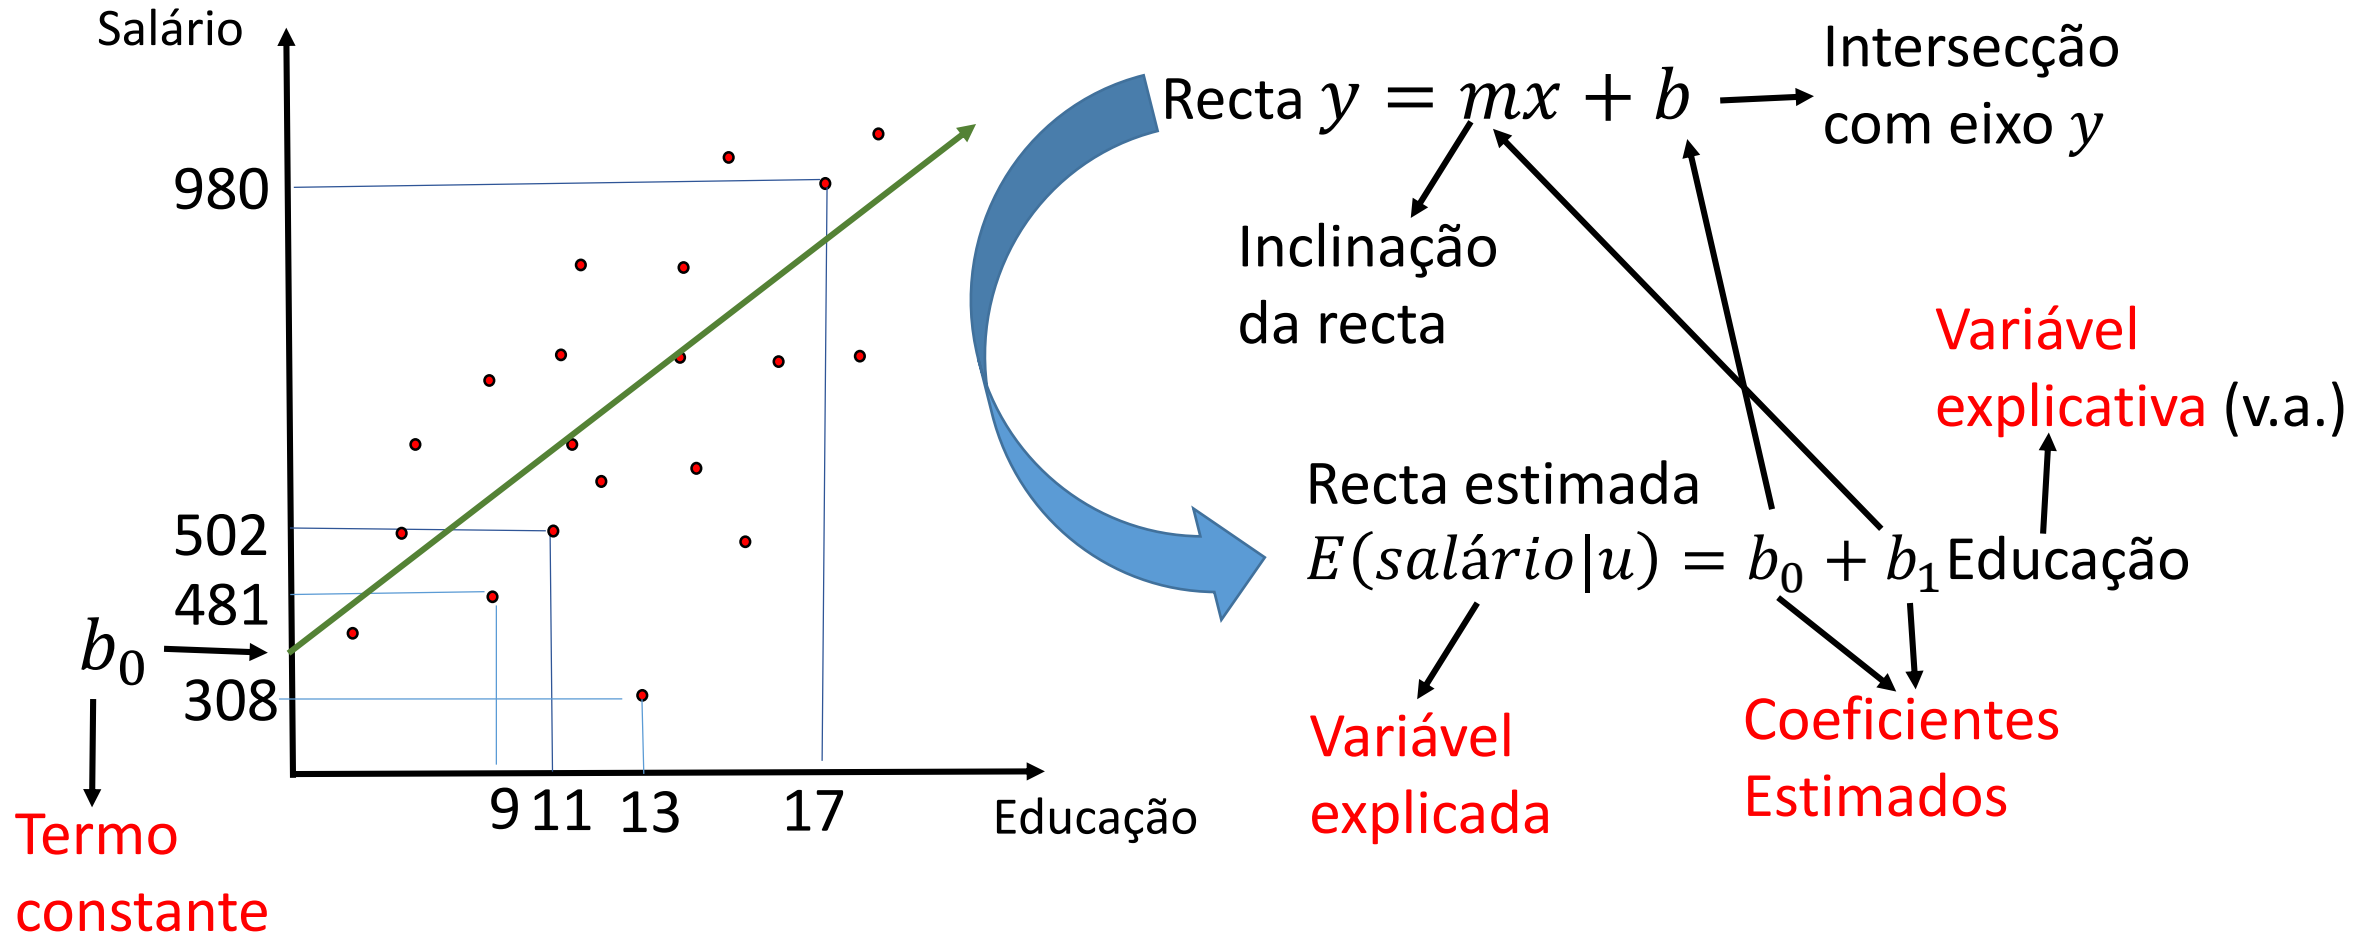 Salário
980
502
481
b₀
308
9 11 13 17
Educação
Termo
constante
Recta y = mx + b
Intersecção
com eixo y
Inclinação
da recta
Variável
explicativa (v.a.)
Recta estimada
E(salário|u) = b₀ + b₁Educação
Variável
explicada
Coeficientes
Estimados